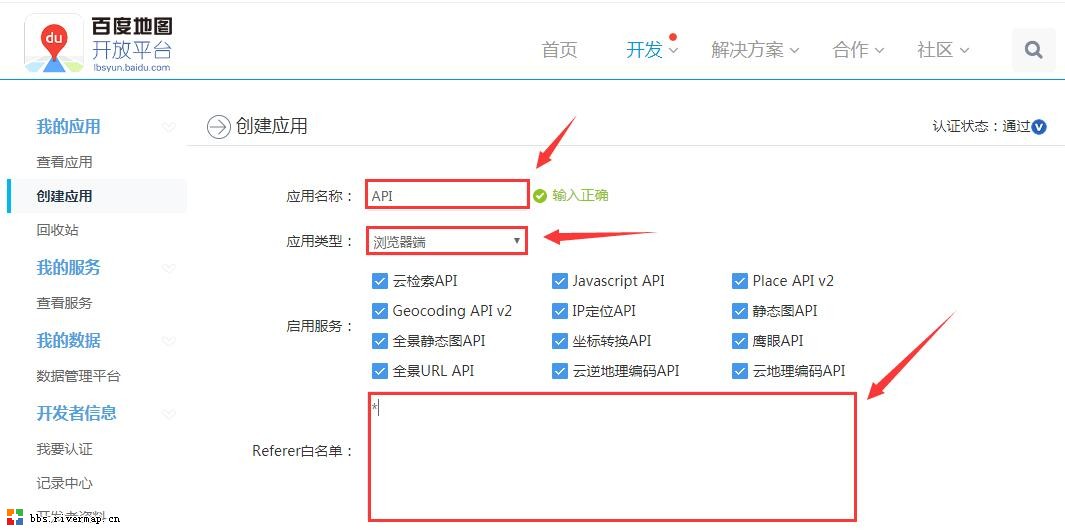 du
百度地图
开放平台
lbsyun.baidu.com
首页 开发 解决方案 合作 社区
我的应用
查看应用
创建应用
回收站
我的服务
查看服务
我的数据
数据管理平台
开发者信息
我要认证
记录中心
开发者资料
创建应用
认证状态：通过
应用名称： API 输入正确
应用类型： 浏览器端
启用服务：
云检索API Javascript API Place API v2
Geocoding API v2 IP定位API 静态图API
全景静态图API 坐标转换API 鹰眼API
全景URL API 云逆地理编码API 云地理编码API
Referer白名单：
*
bbs.rivermap.cn